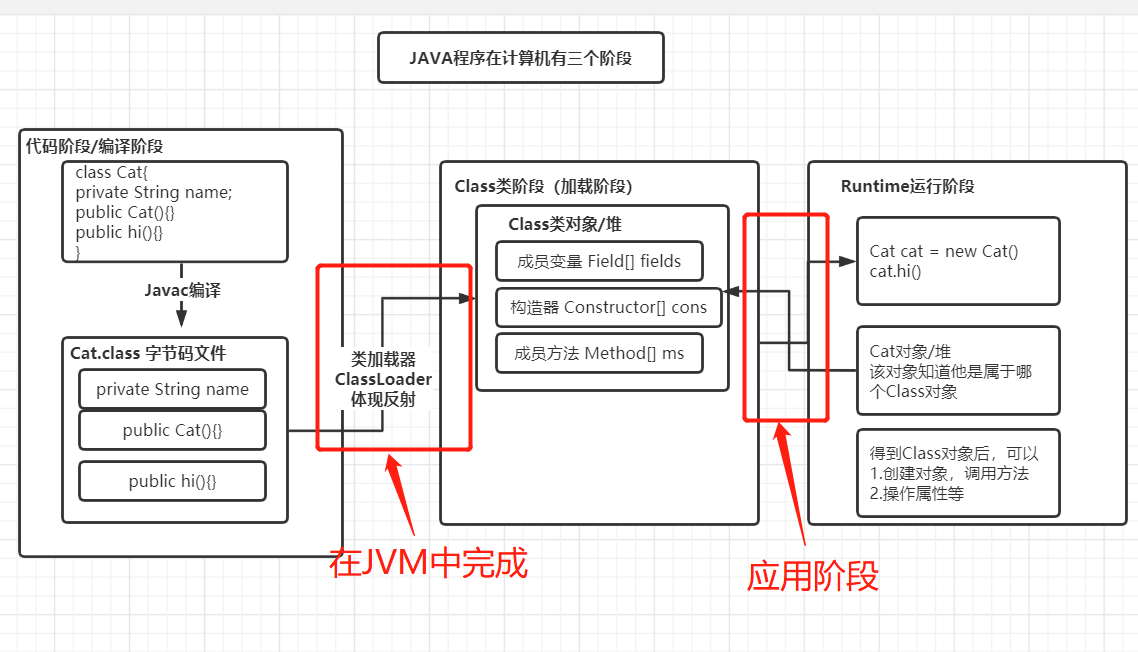 JAVA程序在计算机有三个阶段
代码阶段/编译阶段
class Cat{
private String name;
public Cat(){}
public hi(){}
}
Javac编译
Cat.class 字节码文件
private String name
public Cat(){}
public hi(){}
类加载器
ClassLoader
体现反射
在JVM中完成
Class类阶段（加载阶段）
Class类对象/堆
成员变量 Field[] fields
构造器 Constructor[] cons
成员方法 Method[] ms
应用阶段
Runtime运行阶段
Cat cat = new Cat()
cat.hi()
Cat对象/堆
该对象知道他是属于哪
个Class对象
得到Class对象后，可以
1.创建对象，调用方法
2.操作属性等